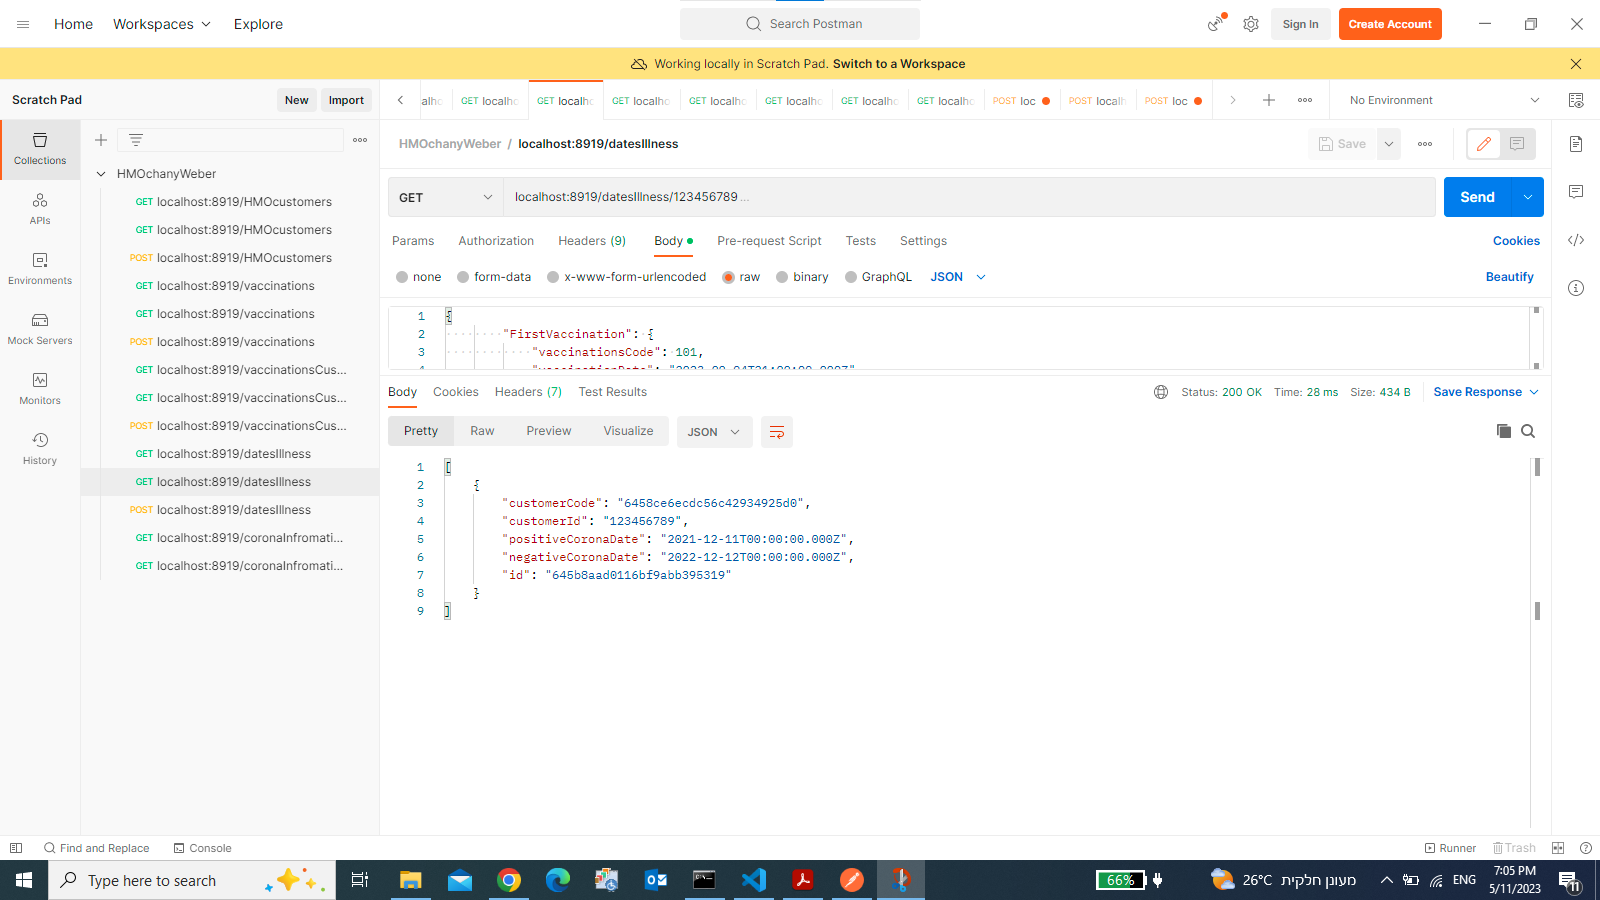 Home Workspaces Explore Search Postman Sign In Create Account
Working locally in Scratch Pad. Switch to a Workspace
Scratch Pad New Import
GET localho GET localho GET localho GET localho GET localho GET localho GET localho POST loc POST localh POST loc No Environment
Collections
APIs
Environments
Mock Servers
Monitors
History
HMOchanyWeber
GET localhost:8919/HMOcustomers
GET localhost:8919/HMOcustomers
POST localhost:8919/HMOcustomers
GET localhost:8919/vaccinations
GET localhost:8919/vaccinations
POST localhost:8919/vaccinations
GET localhost:8919/vaccinationsCus...
GET localhost:8919/vaccinationsCus...
POST localhost:8919/vaccinationsCus...
GET localhost:8919/datesIllness
GET localhost:8919/datesIllness
POST localhost:8919/datesIllness
GET localhost:8919/coronaInfromati...
GET localhost:8919/coronaInfromati...
HMOchanyWeber / localhost:8919/datesIllness Save
GET localhost:8919/datesIllness/123456789 ... Send
Params Authorization Headers (9) Body Pre-request Script Tests Settings Cookies
none form-data x-www-form-urlencoded raw binary GraphQL JSON Beautify
1 {
2 "FirstVaccination": {
3 "vaccinationsCode": 101,
Body Cookies Headers (7) Test Results Status: 200 OK Time: 28 ms Size: 434 B Save Response
Pretty Raw Preview Visualize JSON
1 [
2 {
3 "customerCode": "6458ce6ecdc56c42934925d0",
4 "customerId": "123456789",
5 "positiveCoronaDate": "2021-12-11T00:00:00.000Z",
6 "negativeCoronaDate": "2022-12-12T00:00:00.000Z",
7 "id": "645b8aad0116bf9abb395319"
8 }
9 ]
Find and Replace Console Runner Trash
Type here to search 66% 26°C מעונן חלקית ENG 7:05 PM
5/11/2023 11